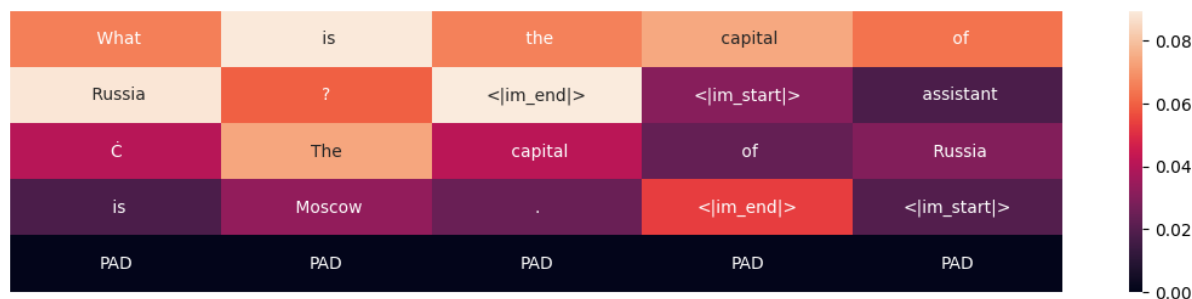 What is the capital of
Russia ? <|im_end|> <|im_start|> assistant
Ċ The capital of Russia
is Moscow . <|im_end|> <|im_start|>
PAD PAD PAD PAD PAD
0.08
0.06
0.04
0.02
0.00